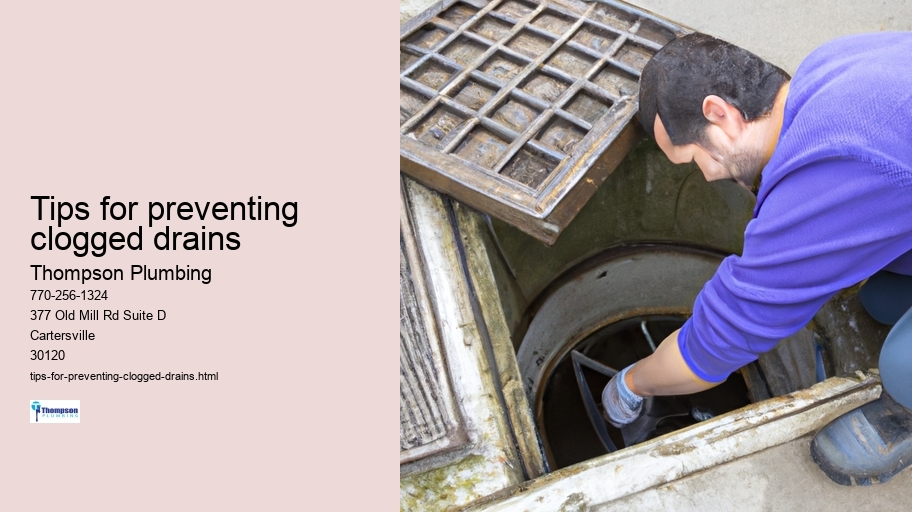 Tips for preventing
clogged drains
Thompson Plumbing
770-256-1324
377 Old Mill Rd Suite D
Cartersville
30120
tips-for-preventing-clogged-drains.html
Thompson
PLUMBING